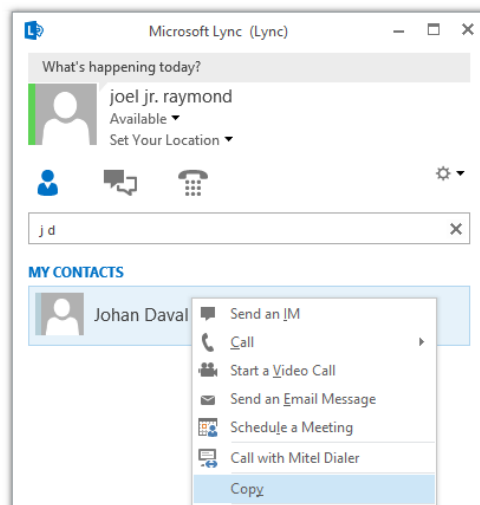 Microsoft Lync (Lync)
What's happening today?
joel jr. raymond
Available
Set Your Location
j d
MY CONTACTS
Johan Daval
Send an IM
Call
Start a Video Call
Send an Email Message
Schedule a Meeting
Call with Mitel Dialer
Copy